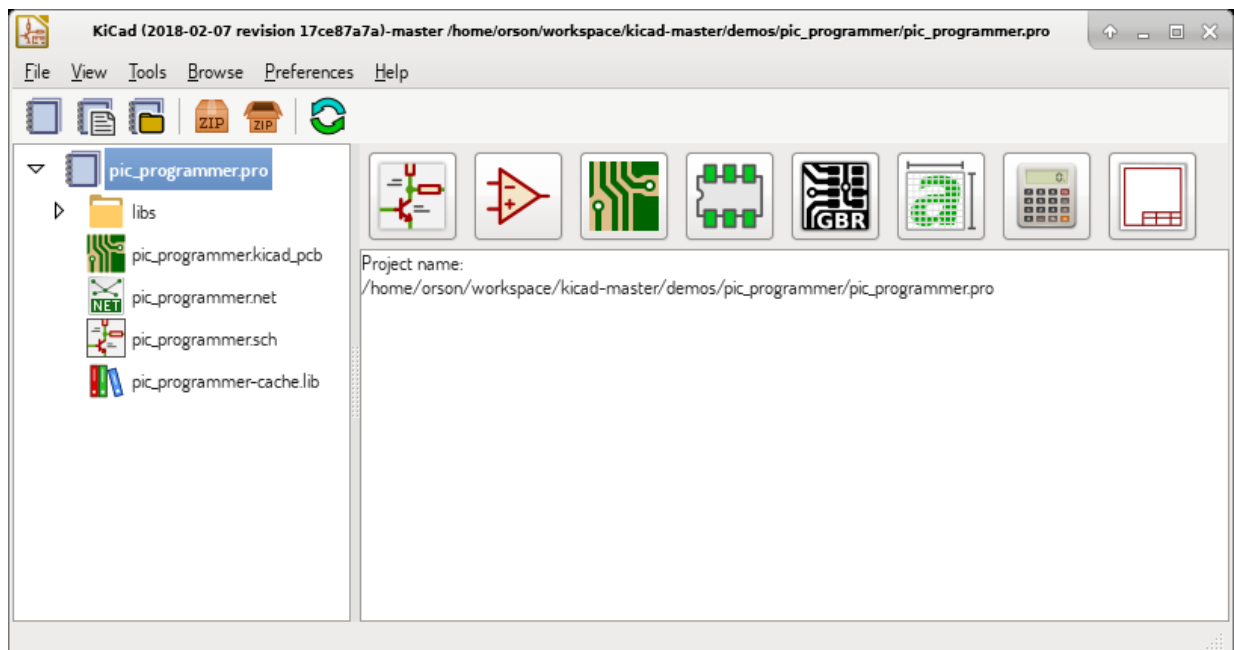 KiCad (2018-02-07 revision 17ce87a7a)-master /home/orson/workspace/kicad-master/demos/pic_programmer/pic_programmer.pro
File View Tools Browse Preferences Help
ZIP ZIP
pic_programmer.pro
libs
pic_programmer.kicad_pcb
NET pic_programmer.net
pic_programmer.sch
pic_programmer-cache.lib
GBR a 0.
Project name:
/home/orson/workspace/kicad-master/demos/pic_programmer/pic_programmer.pro